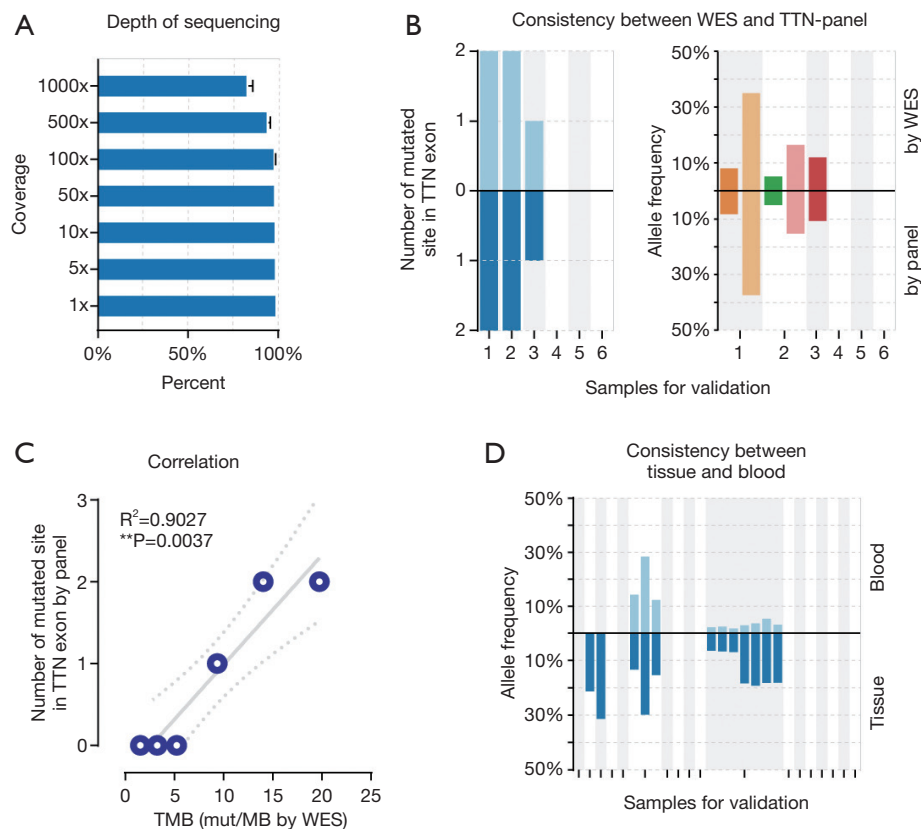 A
Depth of sequencing
Coverage
1000x
500x
100x
50x
10x
5x
1x
0%
50%
100%
Percent
B
Consistency between WES and TTN-panel
Number of mutated
site in TTN exon
2
1
0
1
2
1
2
3
4
5
6
Allele frequency
50%
30%
10%
0
10%
30%
50%
by WES
by panel
1
2
3
4
5
6
Samples for validation
C
Correlation
R²=0.9027
**P=0.0037
Number of mutated site
in TTN exon by panel
3
2
1
0
0
5
10
15
20
25
TMB (mut/MB by WES)
D
Consistency between
tissue and blood
Allele frequency
50%
30%
10%
0
10%
30%
50%
Blood
Tissue
Samples for validation